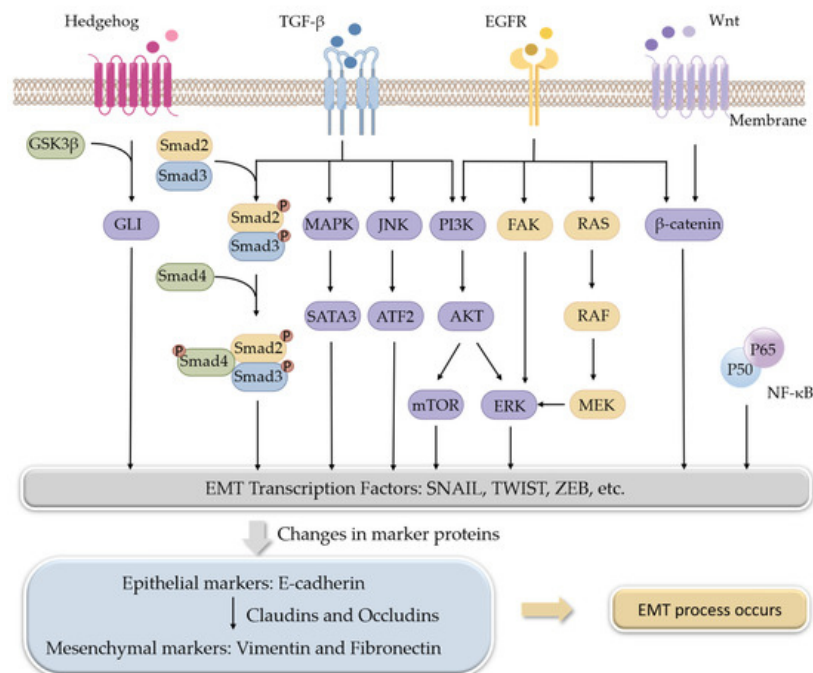 Hedgehog
TGF-β
EGFR
Wnt
Membrane
GSK3β
Smad2
Smad3
GLI
Smad2
P
Smad3
P
MAPK
JNK
PI3K
FAK
RAS
β-catenin
Smad4
SATA3
ATF2
AKT
RAF
P
Smad4
Smad2
P
Smad3
P
mTOR
ERK
MEK
P65
P50
NF-κB
EMT Transcription Factors: SNAIL, TWIST, ZEB, etc.
Changes in marker proteins
Epithelial markers: E-cadherin
Claudins and Occludins
Mesenchymal markers: Vimentin and Fibronectin
EMT process occurs